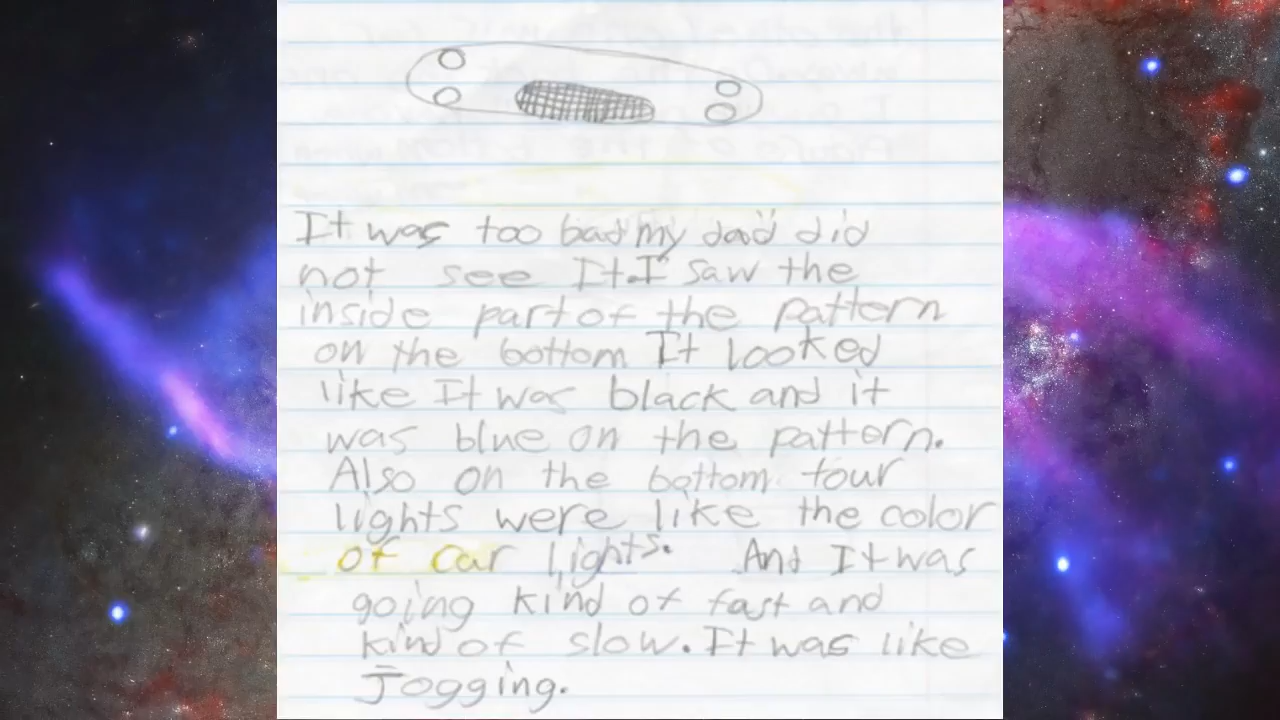 It was too bad my dad did
not see It.I saw the
inside part of the pattern
on the bottom It looked
like It was black and it
was blue on the pattern.
Also on the bottom four
lights were like the color
of car lights. And It was
going kind of fast and
kind of slow. It was like
Jogging.